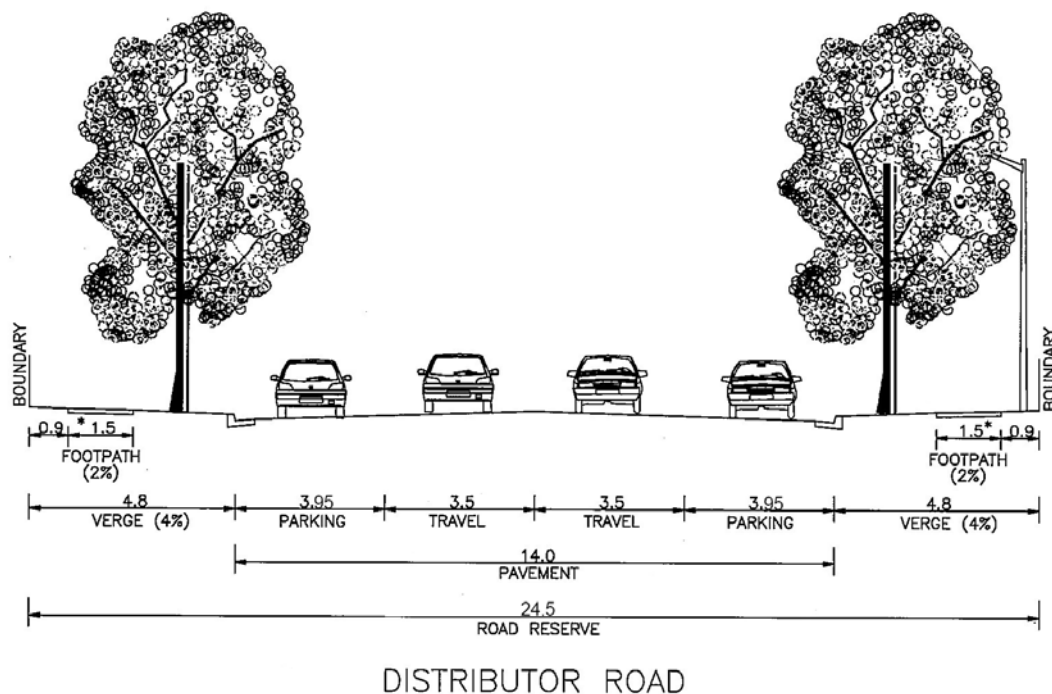 BOUNDARY
BOUNDARY
0.9 * 1.5
1.5* 0.9
FOOTPATH
(2%)
FOOTPATH
(2%)
4.8 3.95 3.5 3.5 3.95 4.8
VERGE (4%) PARKING TRAVEL TRAVEL PARKING VERGE (4%)
14.0
PAVEMENT
24.5
ROAD RESERVE
DISTRIBUTOR ROAD